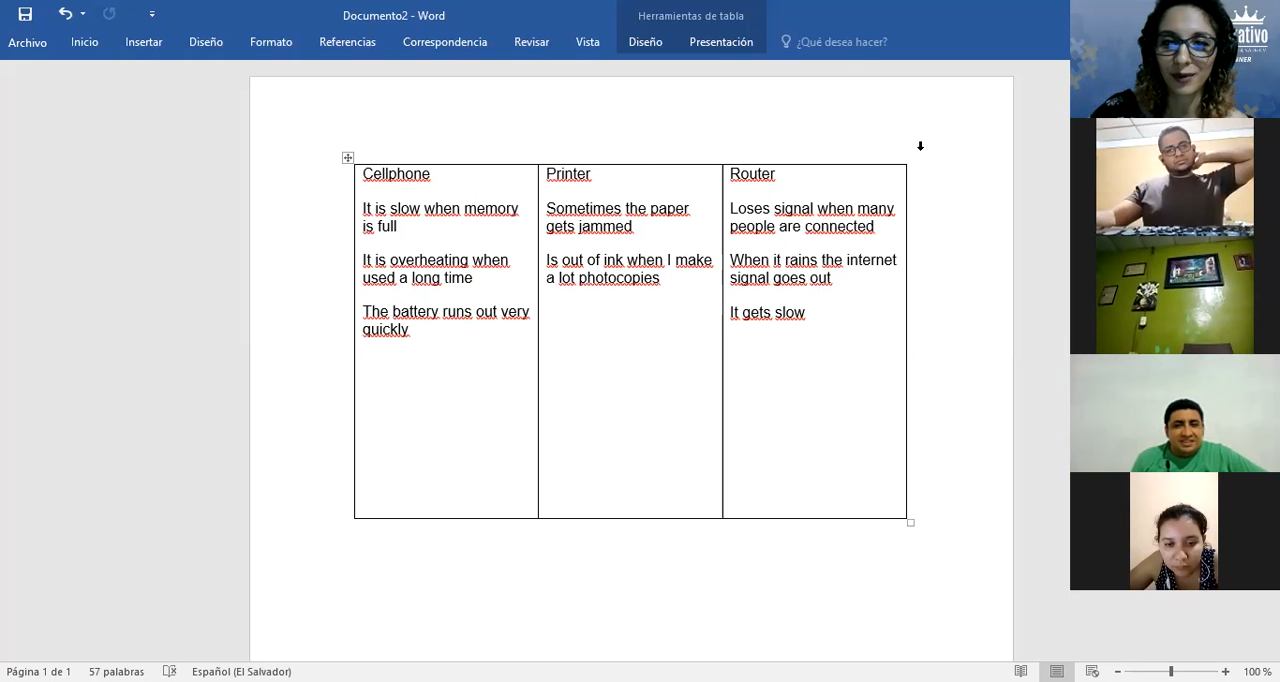 Documento2 - Word
Herramientas de tabla
Archivo Inicio Insertar Diseño Formato Referencias Correspondencia Revisar Vista Diseño Presentación ¿Qué desea hacer?
Cellphone
It is slow when memory
is full
It is overheating when
used a long time
The battery runs out very
quickly
Printer
Sometimes the paper
gets jammed
Is out of ink when I make
a lot photocopies
Router
Loses signal when many
people are connected
When it rains the internet
signal goes out
It gets slow
Página 1 de 1 57 palabras Español (El Salvador) 100 %